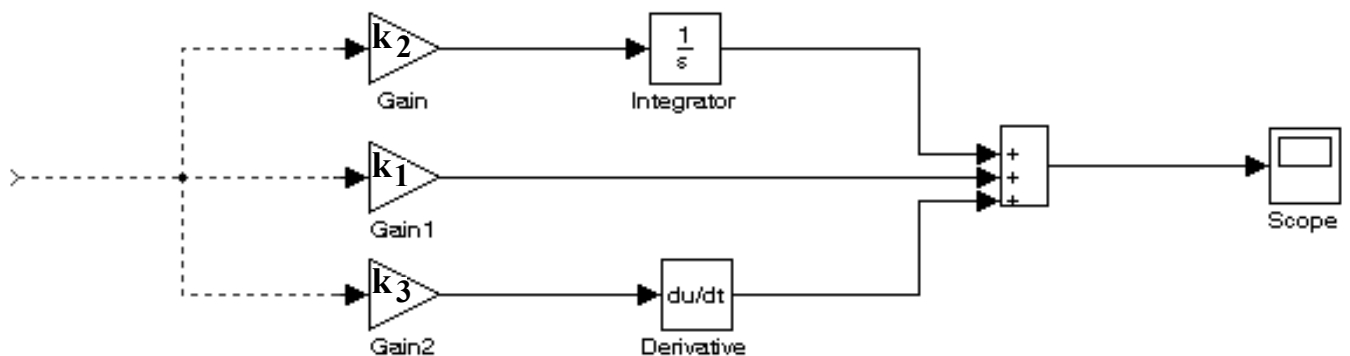 k2
Gain
1
s
Integrator
k1
Gain1
+
+
+
Scope
k3
Gain2
du/dt
Derivative